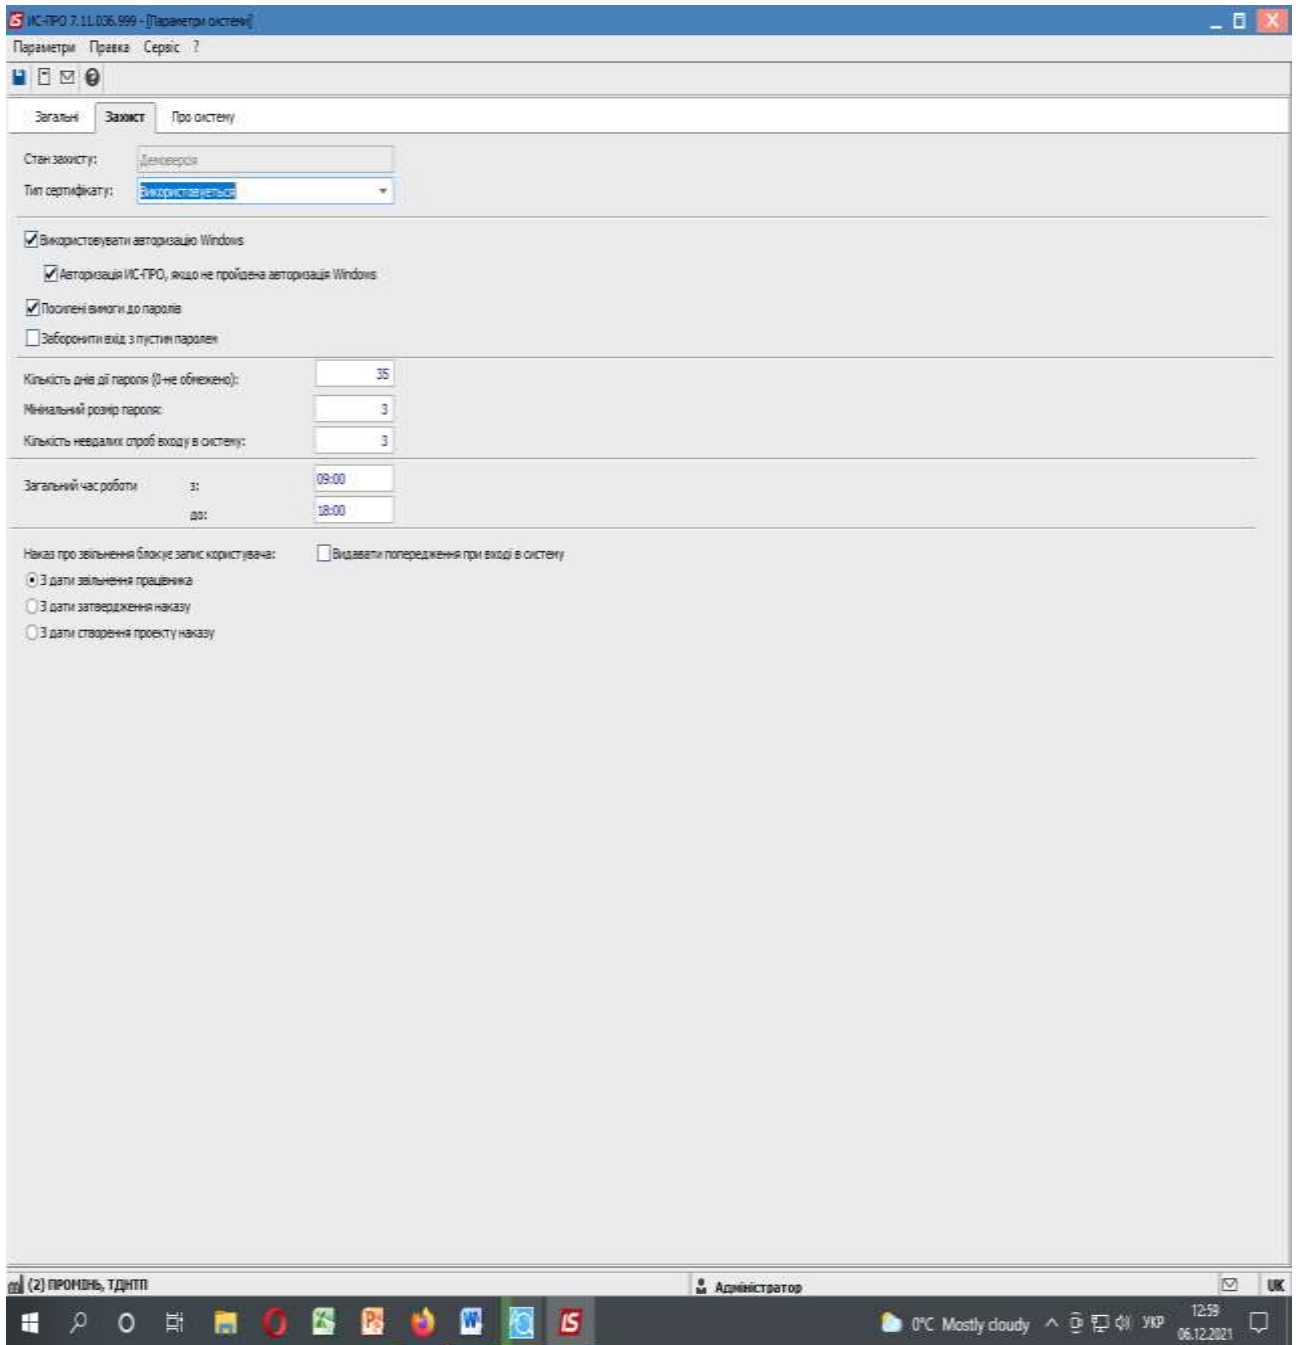 ИС-ПРО 7.11.036.999 - [Параметри системи]
Параметри Правка Сервіс ?
Загальні Захист Про систему
Стан захисту: Демоверсія
Тип сертифікату: Використовується
Використовувати авторизацію Windows
Авторизація ИС-ПРО, якщо не пройдена авторизація Windows
Посилені вимоги до паролів
Заборонити вхід з пустим паролем
Кількість днів дії пароля (0-не обмежено): 35
Мінімальний розмір пароля: 3
Кількість невдалих спроб входу в систему: 3
Загальний час роботи з: 09:00
до: 18:00
Наказ про звільнення блокує запис користувача: Видавати попередження при вході в систему
З дати звільнення працівника
З дати затвердження наказу
З дати створення проекту наказу
(2) ПРОМІНЬ, ТДНТП Адміністратор UK
0°C Mostly cloudy УКР 12:59
06.12.2021